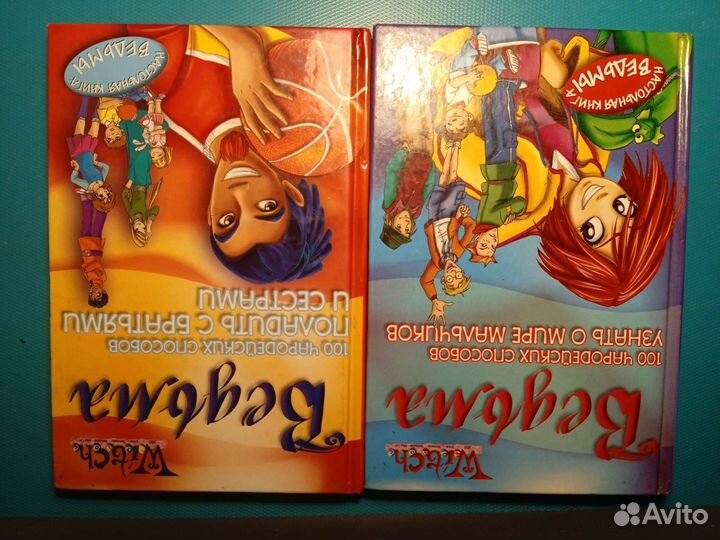 Witch
Ведьма
100 ЧАРОДЕЙСКИХ СПОСОБОВ
УЗНАТЬ О МИРЕ МАЛЬЧИКОВ
НАСТОЛЬНАЯ КНИГА
ВЕДЬМЫ
Witch
Ведьма
100 ЧАРОДЕЙСКИХ СПОСОБОВ
ПОЛАДИТЬ С БРАТЬЯМИ
И СЕСТРАМИ
НАСТОЛЬНАЯ КНИГА
ВЕДЬМЫ
Avito